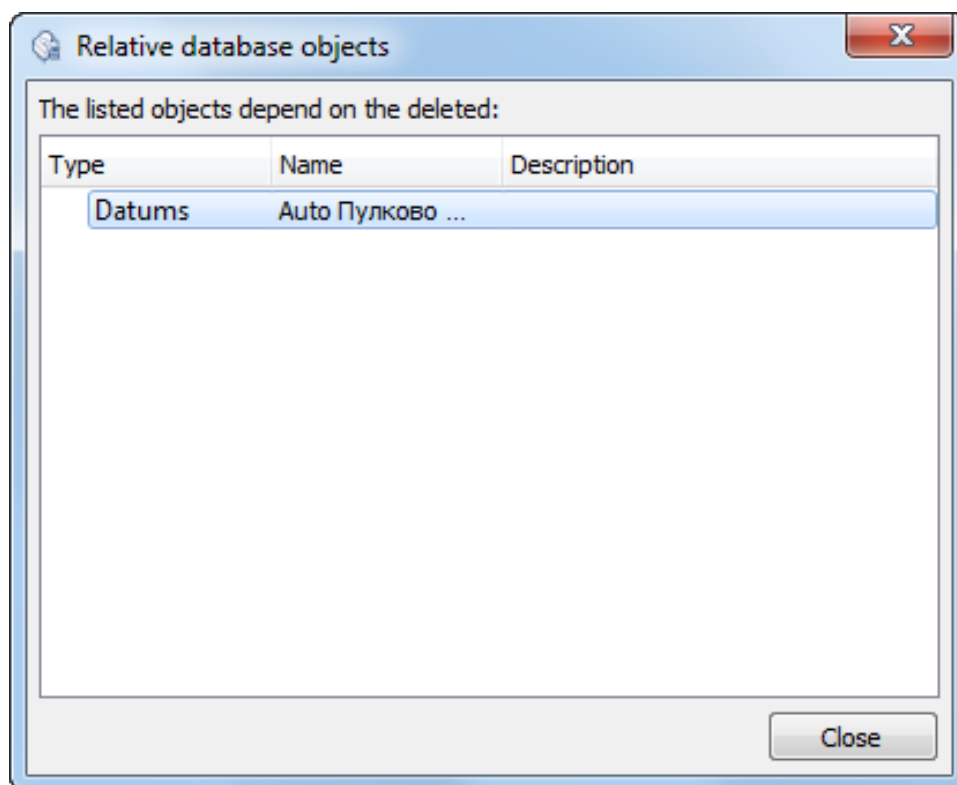 Relative database objects
The listed objects depend on the deleted:
Type Name Description
Datums Auto Пулково ...
Close